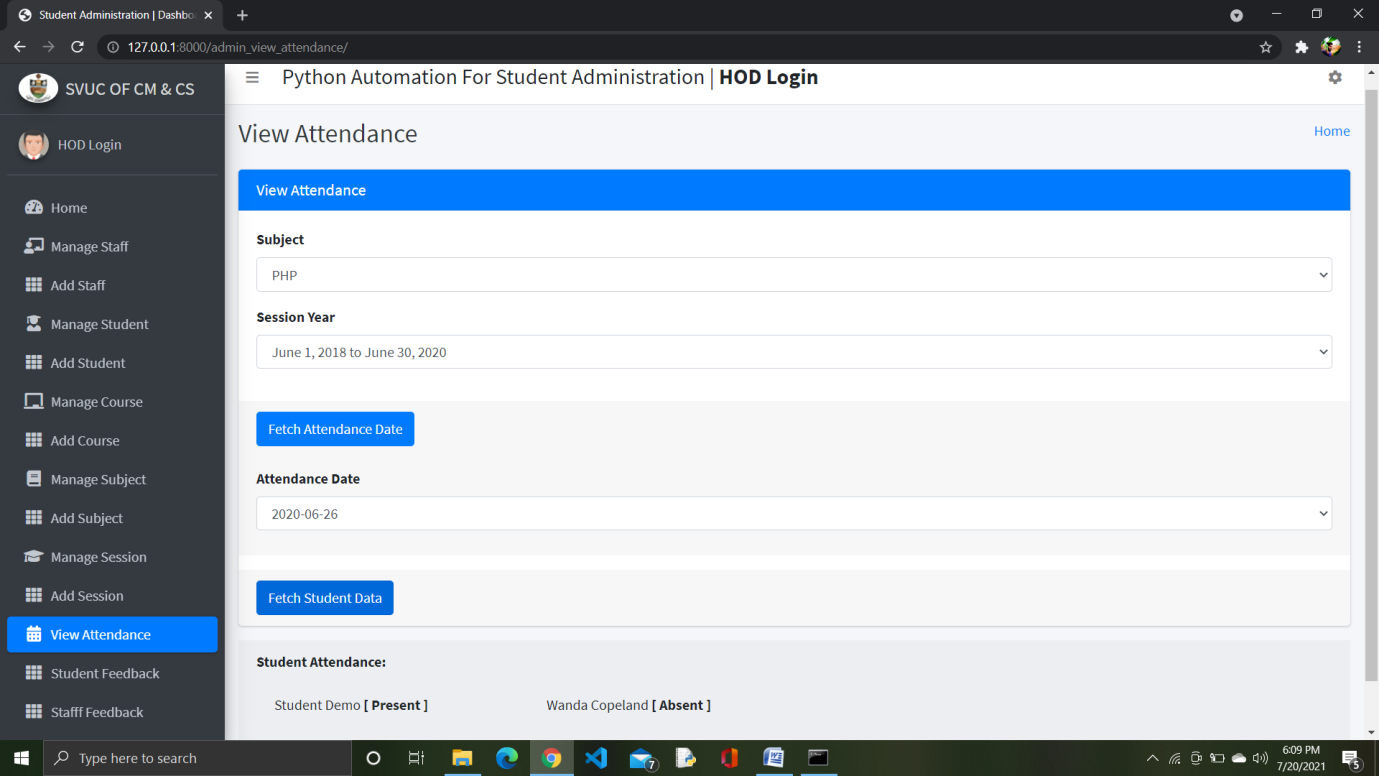 Student Administration | Dashbo
127.0.0.1:8000/admin_view_attendance/
SVUC OF CM & CS
Python Automation For Student Administration | HOD Login
HOD Login
View Attendance
Home
Home
Manage Staff
Add Staff
Manage Student
Add Student
Manage Course
Add Course
Manage Subject
Add Subject
Manage Session
Add Session
View Attendance
Student Feedback
Stafff Feedback
View Attendance
Subject
PHP
Session Year
June 1, 2018 to June 30, 2020
Fetch Attendance Date
Attendance Date
2020-06-26
Fetch Student Data
Student Attendance:
Student Demo [ Present ]
Wanda Copeland [ Absent ]
Type here to search
7
6:09 PM
7/20/2021
5